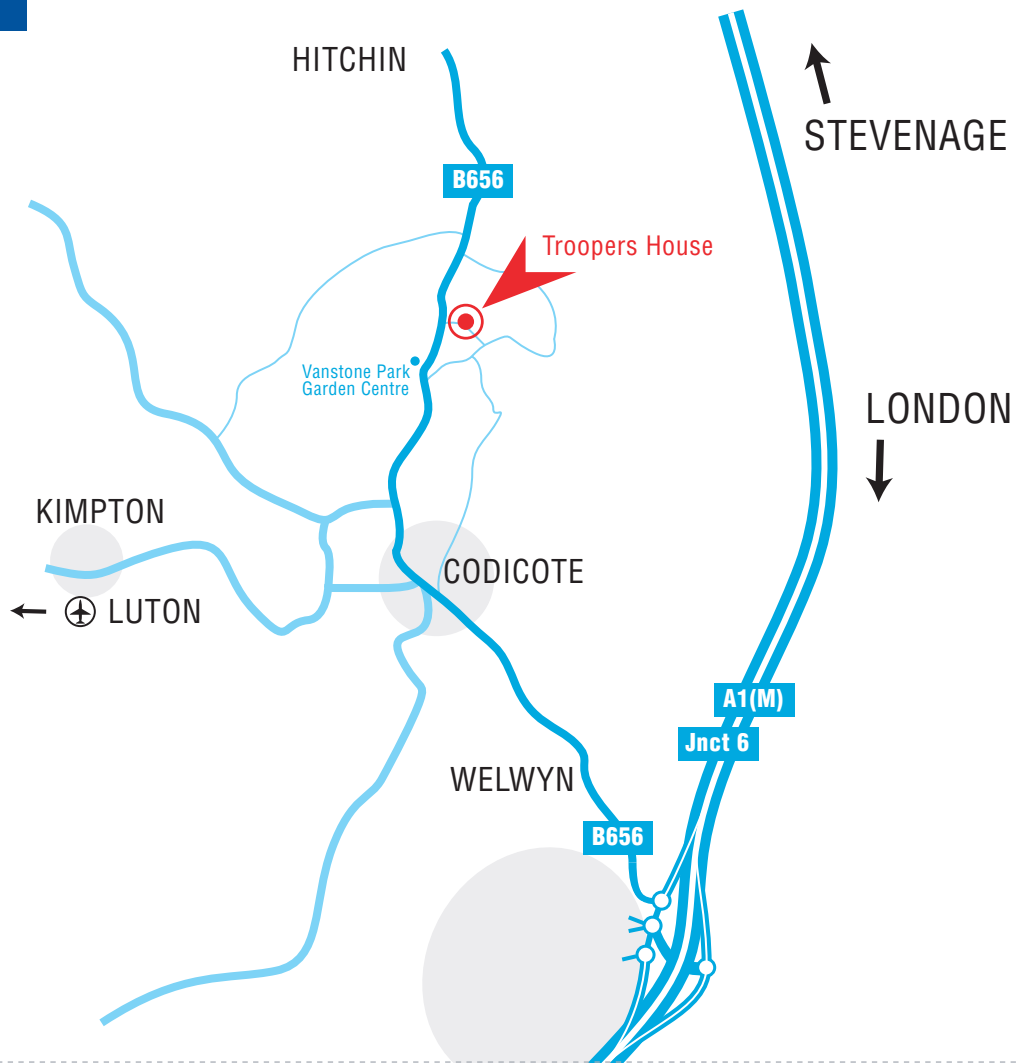 HITCHIN
STEVENAGE
B656
Troopers House
Vanstone Park
Garden Centre
LONDON
KIMPTON
CODICOTE
LUTON
A1(M)
Jnct 6
WELWYN
B656